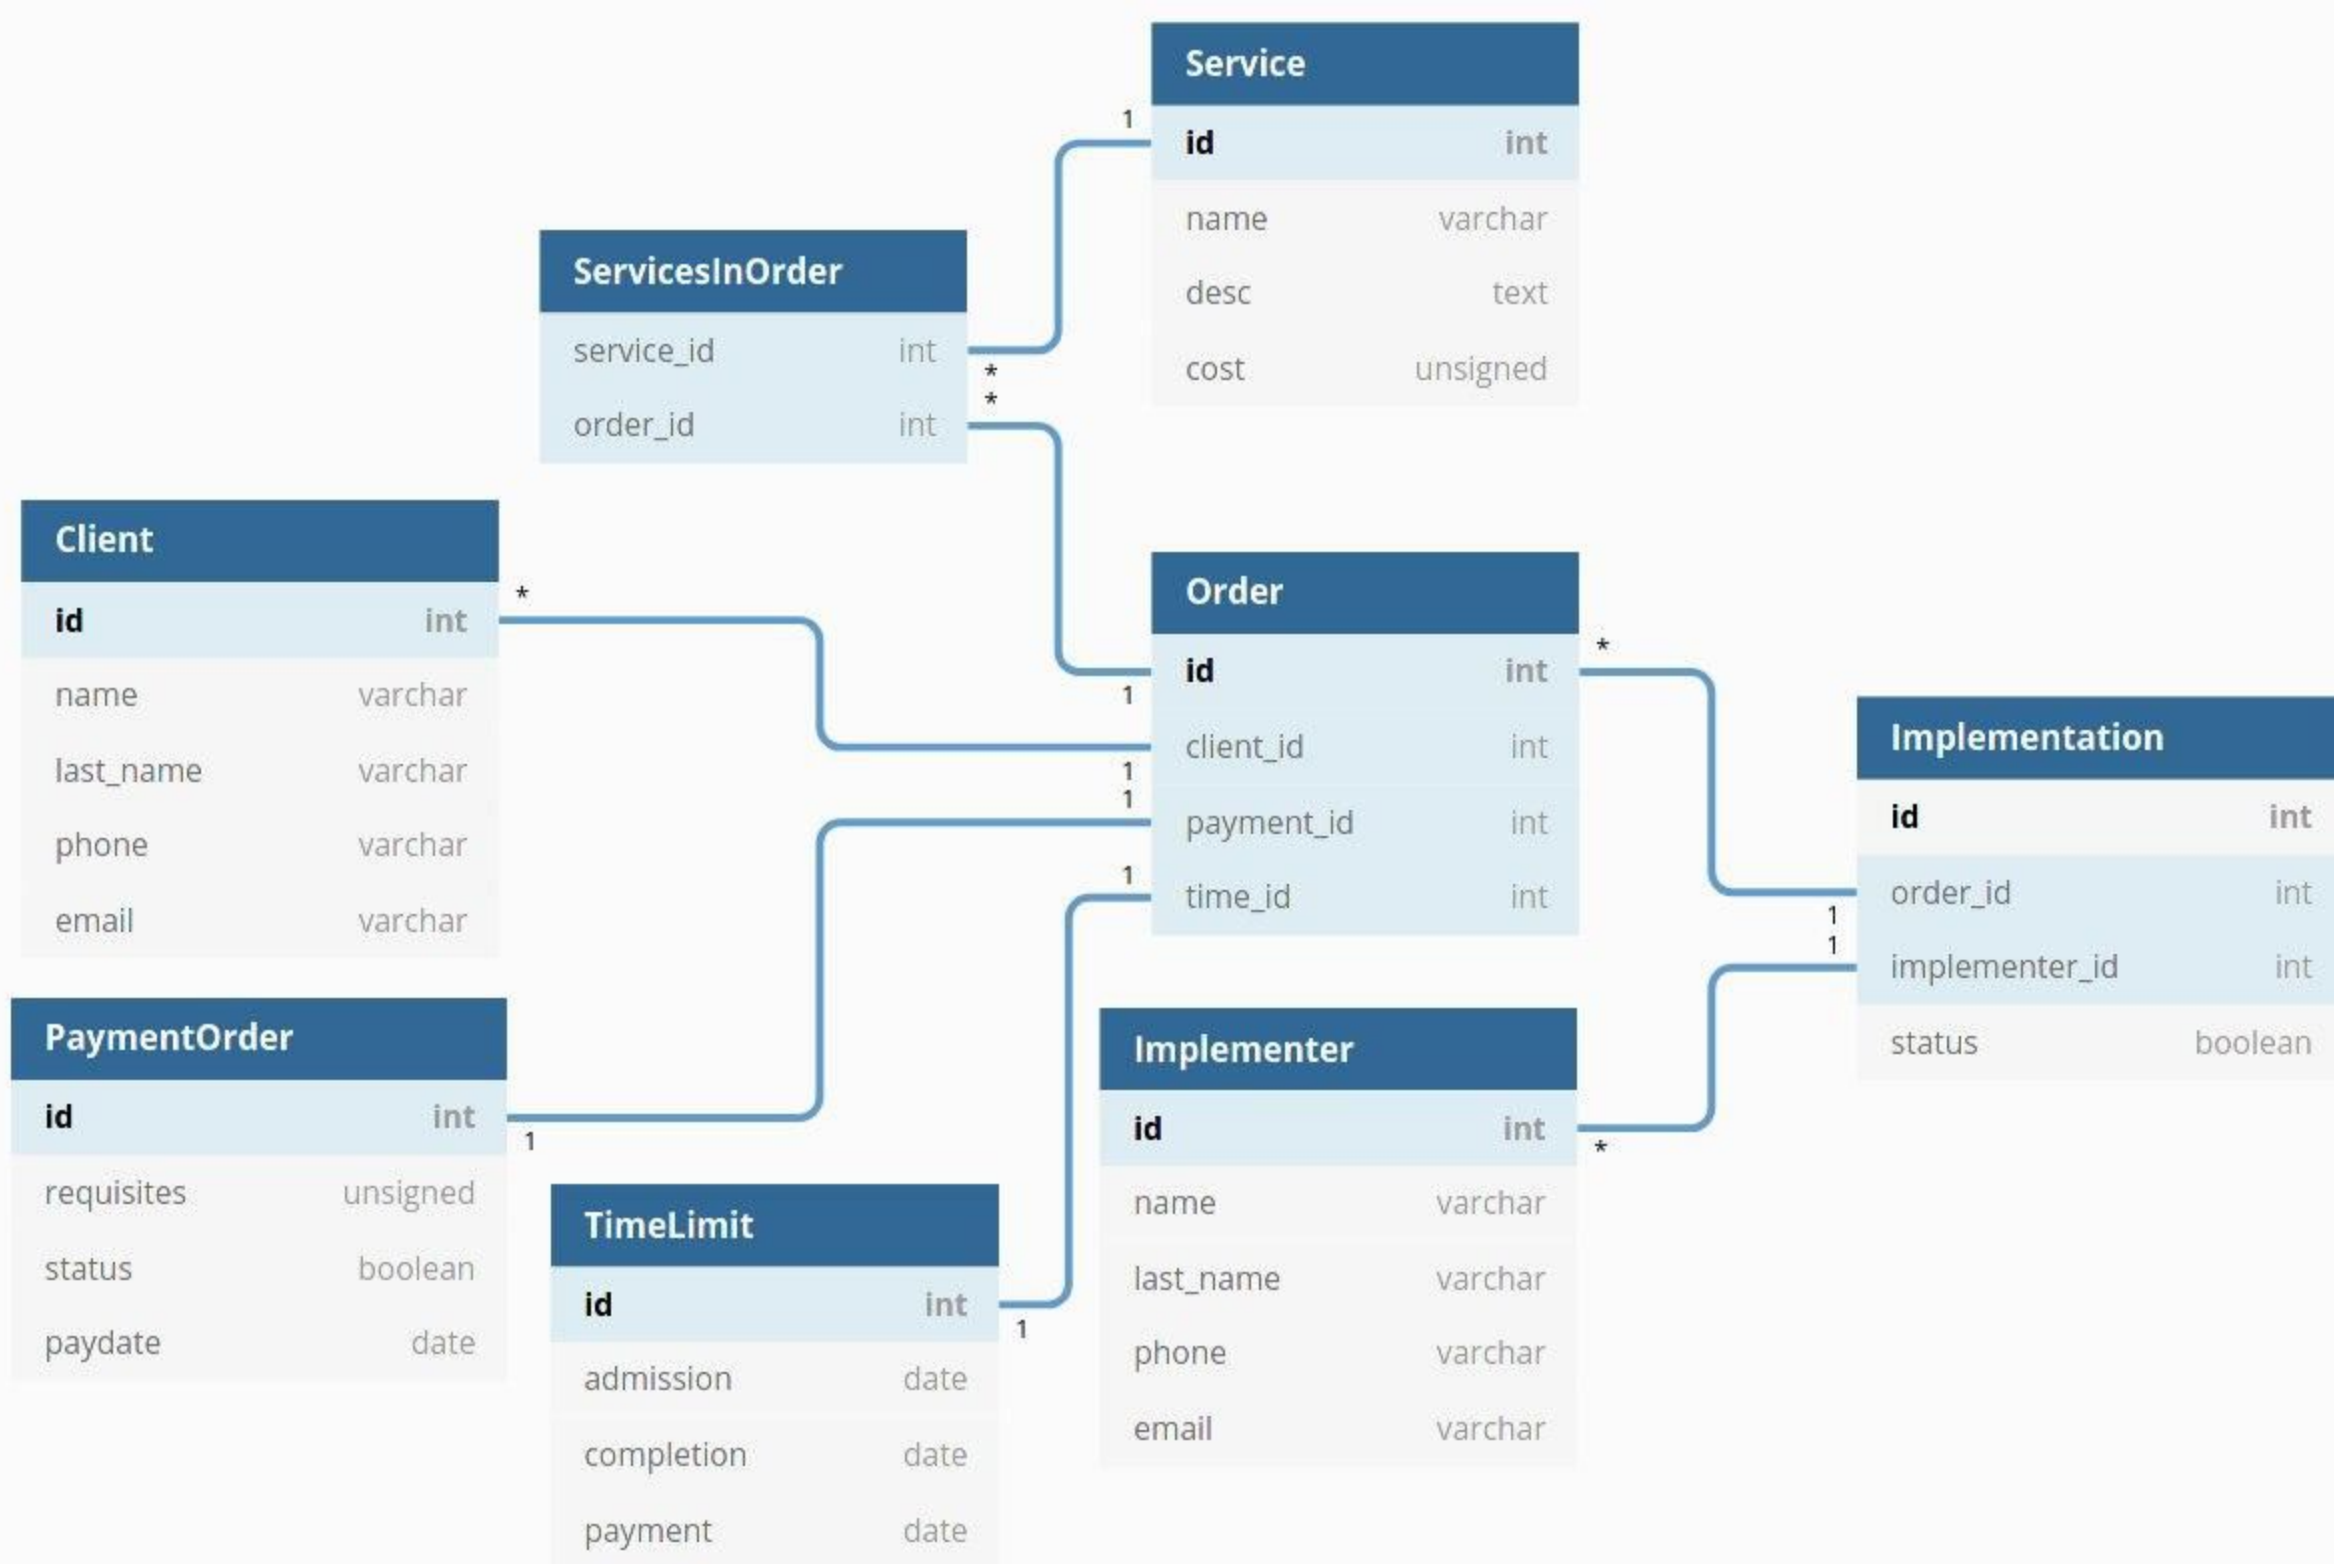 Service
1
id int
name varchar
desc text
cost unsigned
ServicesInOrder
service_id int
*
*
order_id int
Client
*
id int
name varchar
last_name varchar
phone varchar
email varchar
Order
*
id int
1
client_id int
1
1
payment_id int
1
time_id int
Implementation
id int
order_id int
1
1
implementer_id int
status boolean
PaymentOrder
id int
1
requisites unsigned
status boolean
paydate date
TimeLimit
id int
1
admission date
completion date
payment date
Implementer
id int
*
name varchar
last_name varchar
phone varchar
email varchar